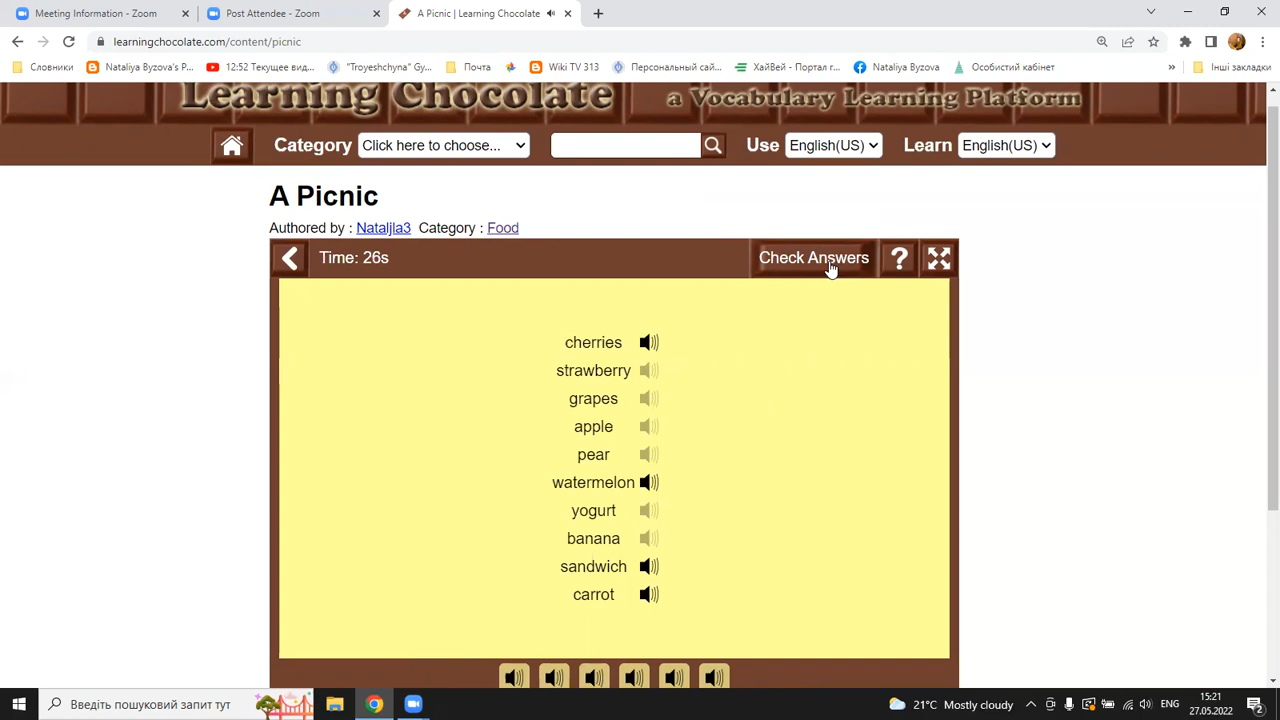 Meeting Information - Zoom
Post Attendee - Zoom
A Picnic | Learning Chocolate
learningchocolate.com/content/picnic
Словники
Nataliya Byzova's P...
12:52 Текущее вид...
"Troyeshchyna" Gy...
Почта
Wiki TV 313
Персональный сай...
ХайВей - Портал г...
Nataliya Byzova
Особистий кабінет
»
Інші закладки
Learning Chocolate
a Vocabulary Learning Platform
Category Click here to choose... Use English(US) Learn English(US)
A Picnic
Authored by : Nataljla3 Category : Food
Time: 26s Check Answers ?
cherries
strawberry
grapes
apple
pear
watermelon
yogurt
banana
sandwich
carrot
Введіть пошуковий запит тут
21°C Mostly cloudy
ENG
15:21
27.05.2022
2